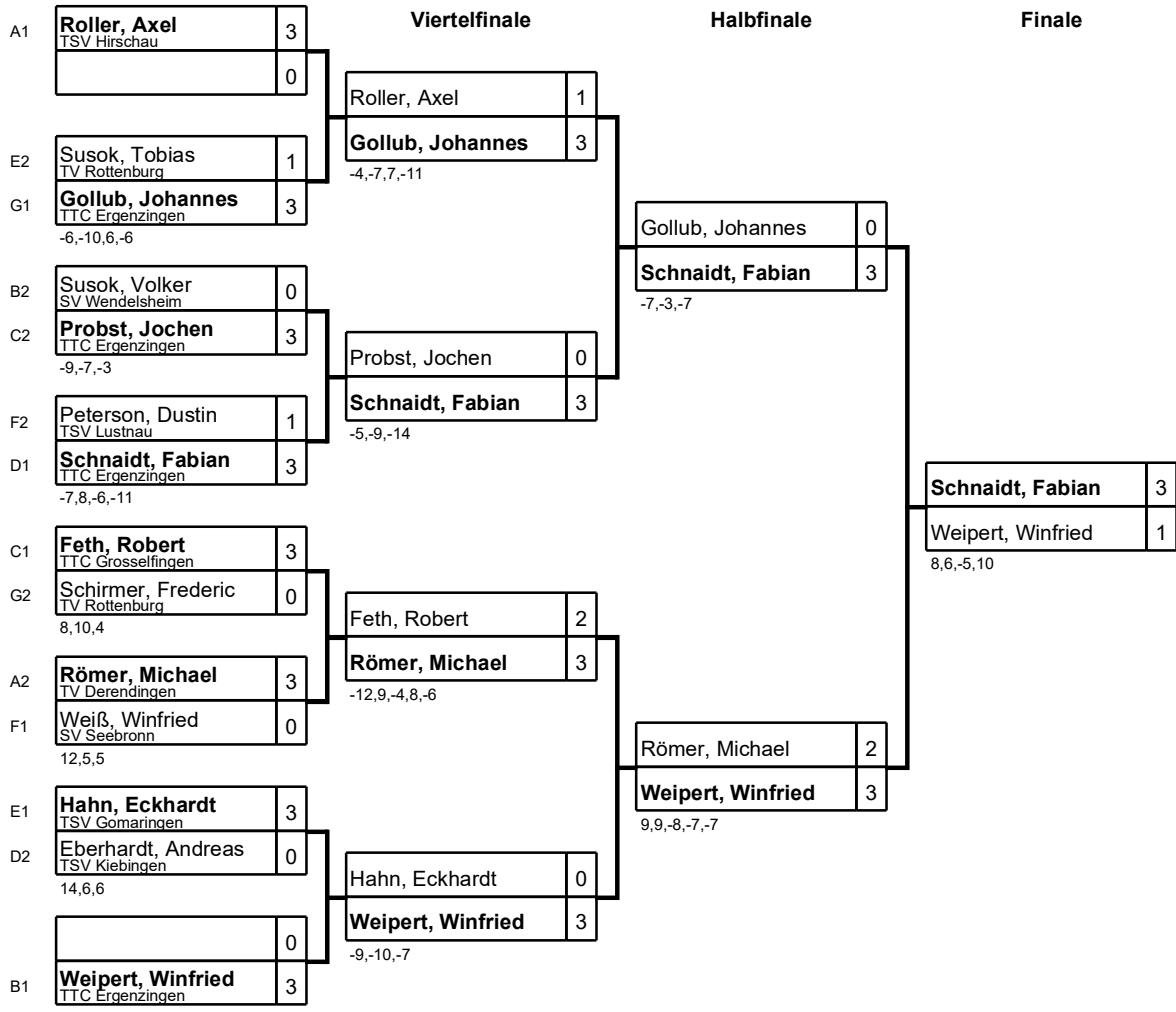 Viertelfinale
Halbfinale
Finale
A1
Roller, Axel
TSV Hirschau
3
0
E2
Susok, Tobias
TV Rottenburg
1
G1
Gollub, Johannes
TTC Ergenzingen
3
-6,-10,6,-6
B2
Susok, Volker
SV Wendelsheim
0
C2
Probst, Jochen
TTC Ergenzingen
3
-9,-7,-3
F2
Peterson, Dustin
TSV Lustnau
1
D1
Schnaidt, Fabian
TTC Ergenzingen
3
-7,8,-6,-11
C1
Feth, Robert
TTC Grosselfingen
3
G2
Schirmer, Frederic
TV Rottenburg
0
8,10,4
A2
Römer, Michael
TV Derendingen
3
F1
Weiß, Winfried
SV Seebronn
0
12,5,5
E1
Hahn, Eckhardt
TSV Gomaringen
3
D2
Eberhardt, Andreas
TSV Kiebingen
0
14,6,6
0
B1
Weipert, Winfried
TTC Ergenzingen
3
Roller, Axel 1
Gollub, Johannes 3
-4,-7,7,-11
Probst, Jochen 0
Schnaidt, Fabian 3
-5,-9,-14
Feth, Robert 2
Römer, Michael 3
-12,9,-4,8,-6
Hahn, Eckhardt 0
Weipert, Winfried 3
-9,-10,-7
Gollub, Johannes 0
Schnaidt, Fabian 3
-7,-3,-7
Römer, Michael 2
Weipert, Winfried 3
9,9,-8,-7,-7
Schnaidt, Fabian 3
Weipert, Winfried 1
8,6,-5,10